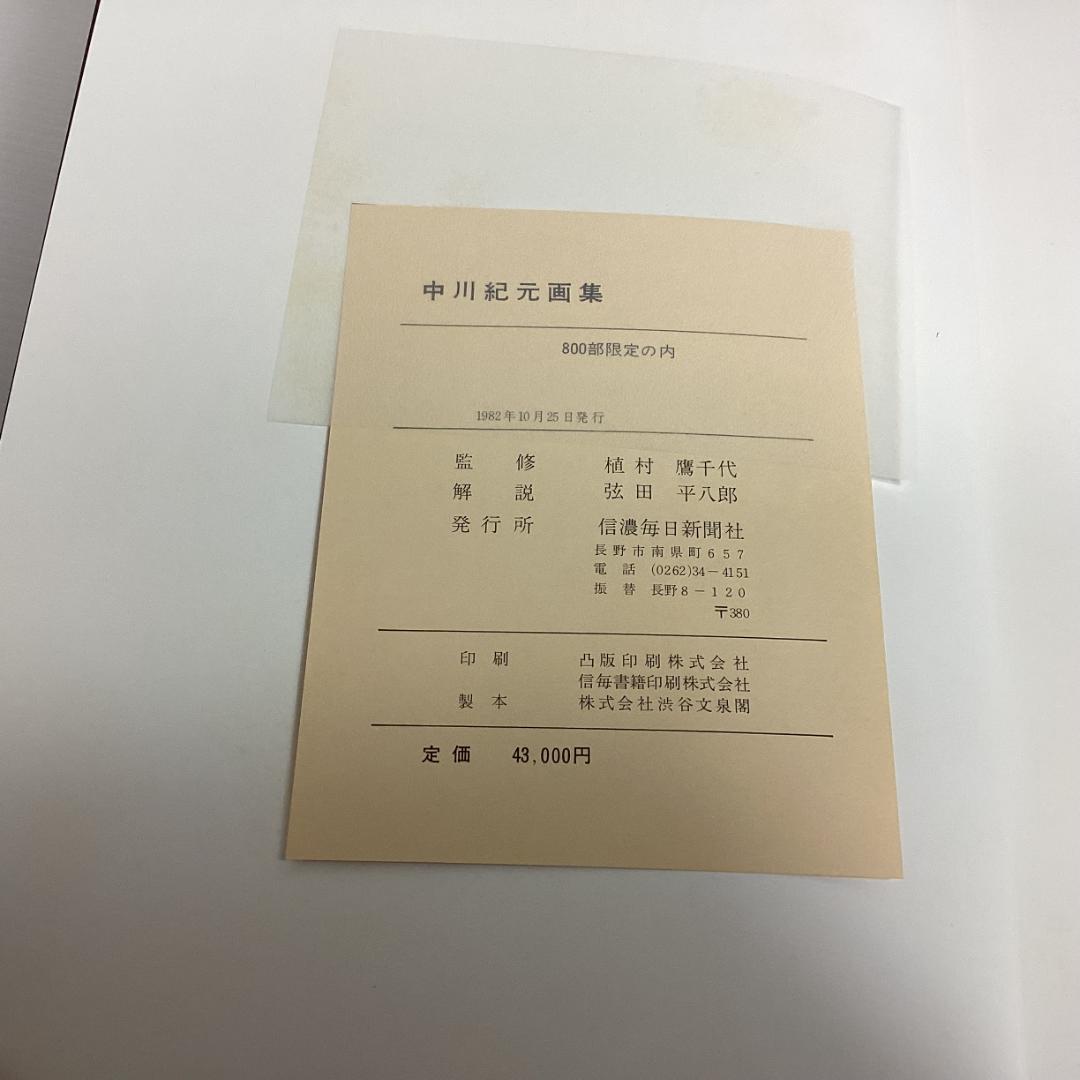 中川紀元画集
800部限定の内
1982年10月25日発行
監修 植村 鷹千代
解説 弦田 平八郎
発行所 信濃毎日新聞社
長野市南県町657
電話 (0262)34-4151
振替 長野8-120
〒380
印刷 凸版印刷株式会社
信毎書籍印刷株式会社
製本 株式会社渋谷文泉閣
定価 43,000円